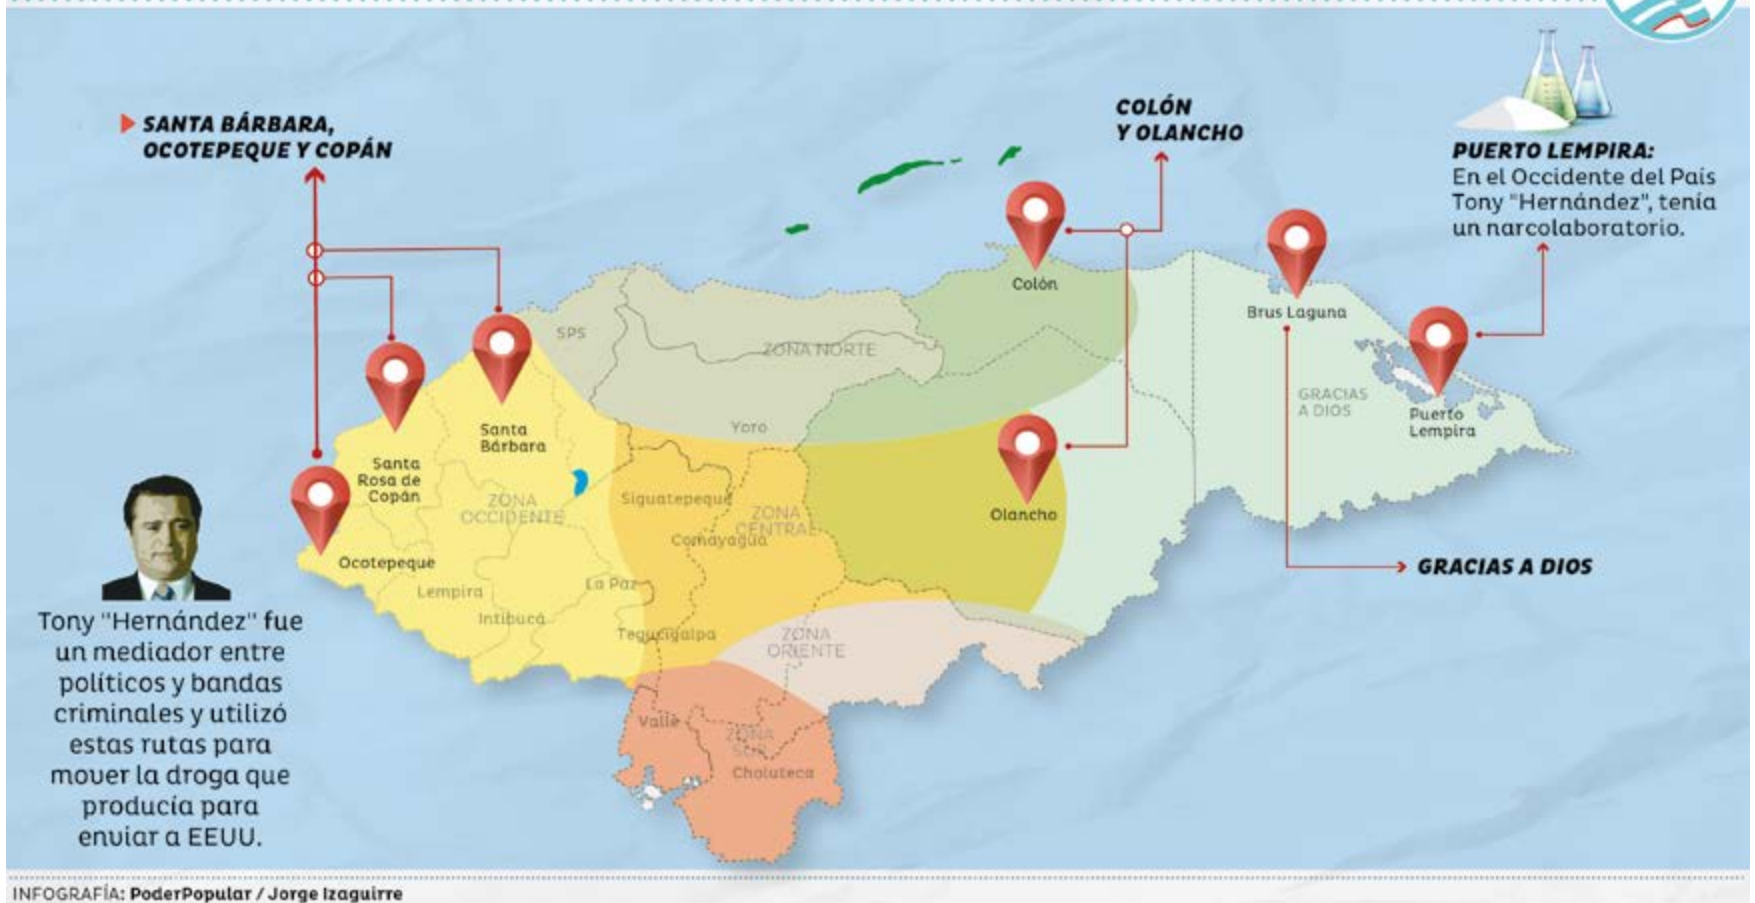 SANTA BÁRBARA,
OCOTEPEQUE Y COPÁN
COLÓN
Y OLANCHO
PUERTO LEMPIRA:
En el Occidente del País
Tony "Hernández", tenía
un narcolaboratorio.
Colón
Brus Laguna
SPS
ZONA NORTE
GRACIAS
A DIOS
Puerto
Lempira
Yoro
Santa
Bárbara
Santa
Rosa de
Copán
ZONA
OCCIDENTE
Siguatepeque
ZONA
CENTRAL
Comayagua
Olancho
Ocotepeque
Lempira
La Paz
Intibucá
Tegucigalpa
ZONA
ORIENTE
GRACIAS A DIOS
Valle
ZONA
SUR
Choluteca
Tony "Hernández" fue
un mediador entre
políticos y bandas
criminales y utilizó
estas rutas para
mover la droga que
producía para
enviar a EEUU.
INFOGRAFÍA: PoderPopular / Jorge Izaguirre